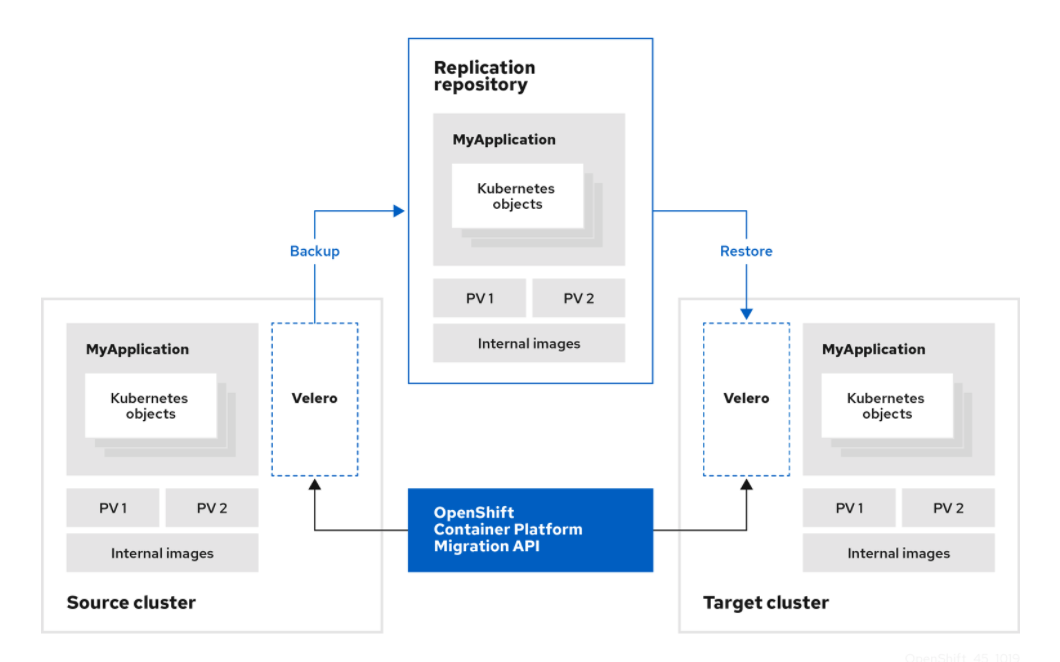 Replication
repository
MyApplication
Kubernetes
objects
PV 1
PV 2
Internal images
Backup
Restore
MyApplication
Kubernetes
objects
Velero
PV 1
PV 2
Internal images
Source cluster
OpenShift
Container Platform
Migration API
Velero
MyApplication
Kubernetes
objects
PV 1
PV 2
Internal images
Target cluster
OpenShift_45_1019